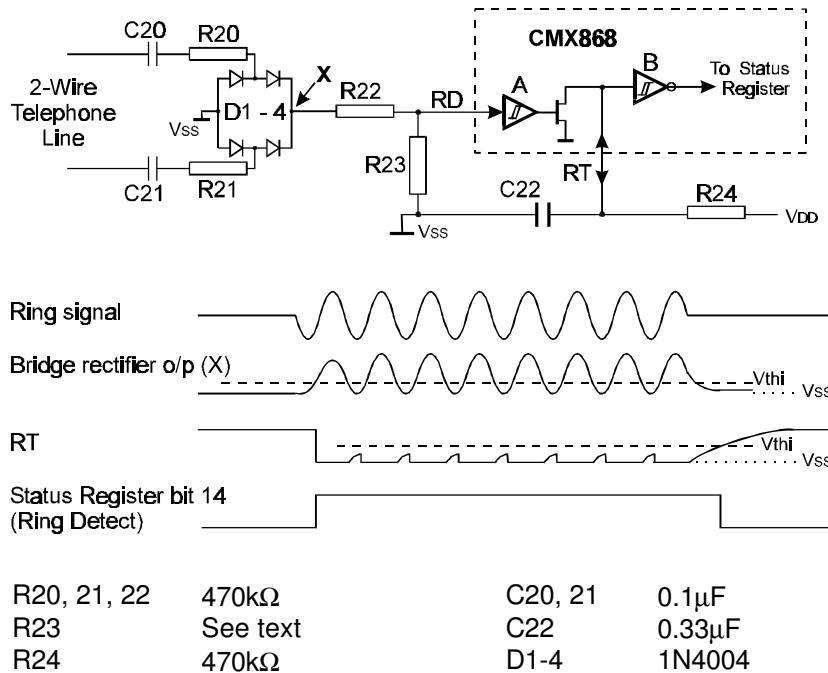 C20 R20
CMX868
X
A
B
2-Wire
Telephone
Line
Vss
D1 - 4
R22
RD
To Status
Register
C21 R21
R23
C22
RT
R24
VDD
Vss
Ring signal
Bridge rectifier o/p (X)
Vthi
Vss
RT
Vthi
Vss
Status Register bit 14
(Ring Detect)
R20, 21, 22 470kΩ C20, 21 0.1μF
R23 See text C22 0.33μF
R24 470kΩ D1-4 1N4004